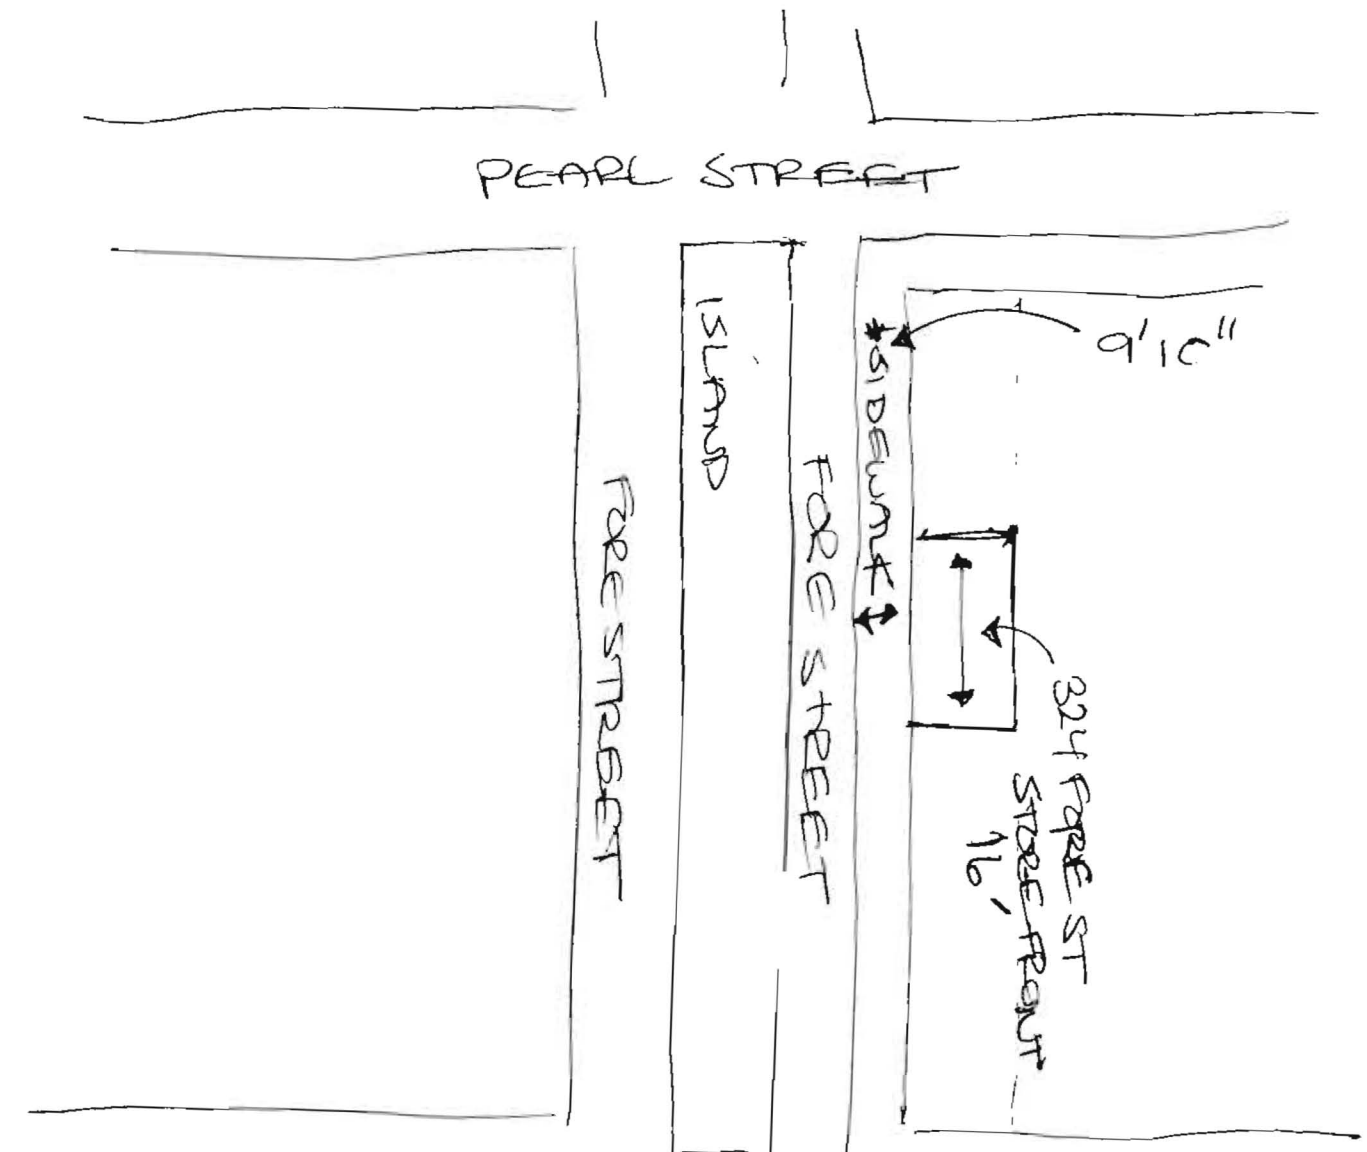 PEARL STREET
ISLAND
*SIDEWALK
9'10"
FORE STREET
FORE STREET
324 FORE ST
STORE FRONT
16'